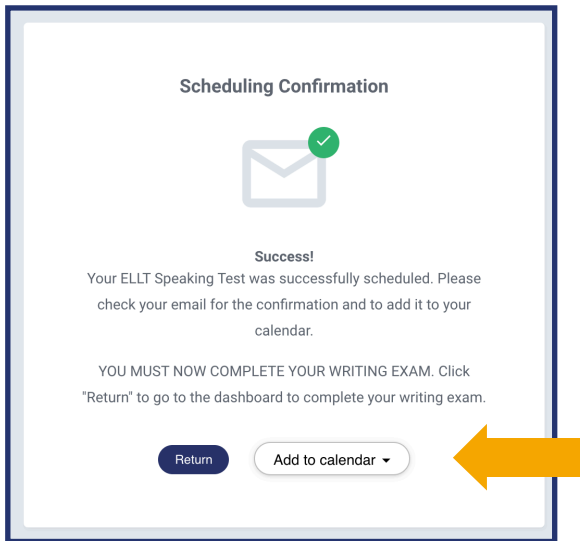 Scheduling Confirmation
Success!
Your ELLT Speaking Test was successfully scheduled. Please
check your email for the confirmation and to add it to your
calendar.
YOU MUST NOW COMPLETE YOUR WRITING EXAM. Click
"Return" to go to the dashboard to complete your writing exam.
Return
Add to calendar